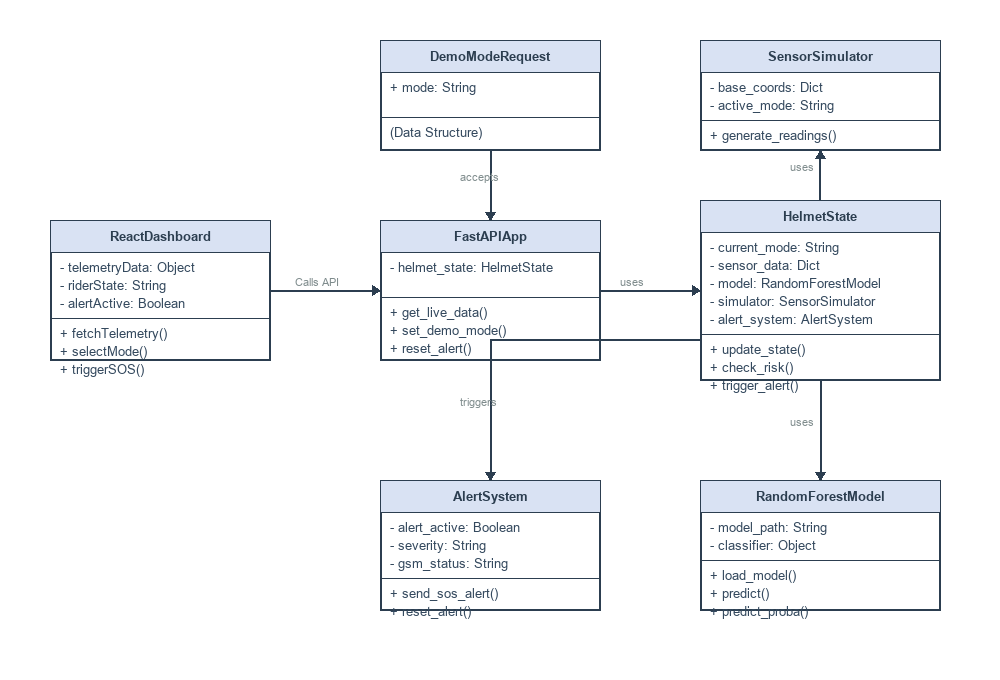 DemoModeRequest
+ mode: String
(Data Structure)
SensorSimulator
- base_coords: Dict
- active_mode: String
+ generate_readings()
accepts
uses
ReactDashboard
- telemetryData: Object
- riderState: String
- alertActive: Boolean
+ fetchTelemetry()
+ selectMode()
+ triggerSOS()
Calls API
FastAPIApp
- helmet_state: HelmetState
+ get_live_data()
+ set_demo_mode()
+ reset_alert()
uses
HelmetState
- current_mode: String
- sensor_data: Dict
- model: RandomForestModel
- simulator: SensorSimulator
- alert_system: AlertSystem
+ update_state()
+ check_risk()
+ trigger_alert()
triggers
uses
AlertSystem
- alert_active: Boolean
- severity: String
- gsm_status: String
+ send_sos_alert()
+ reset_alert()
RandomForestModel
- model_path: String
- classifier: Object
+ load_model()
+ predict()
+ predict_proba()